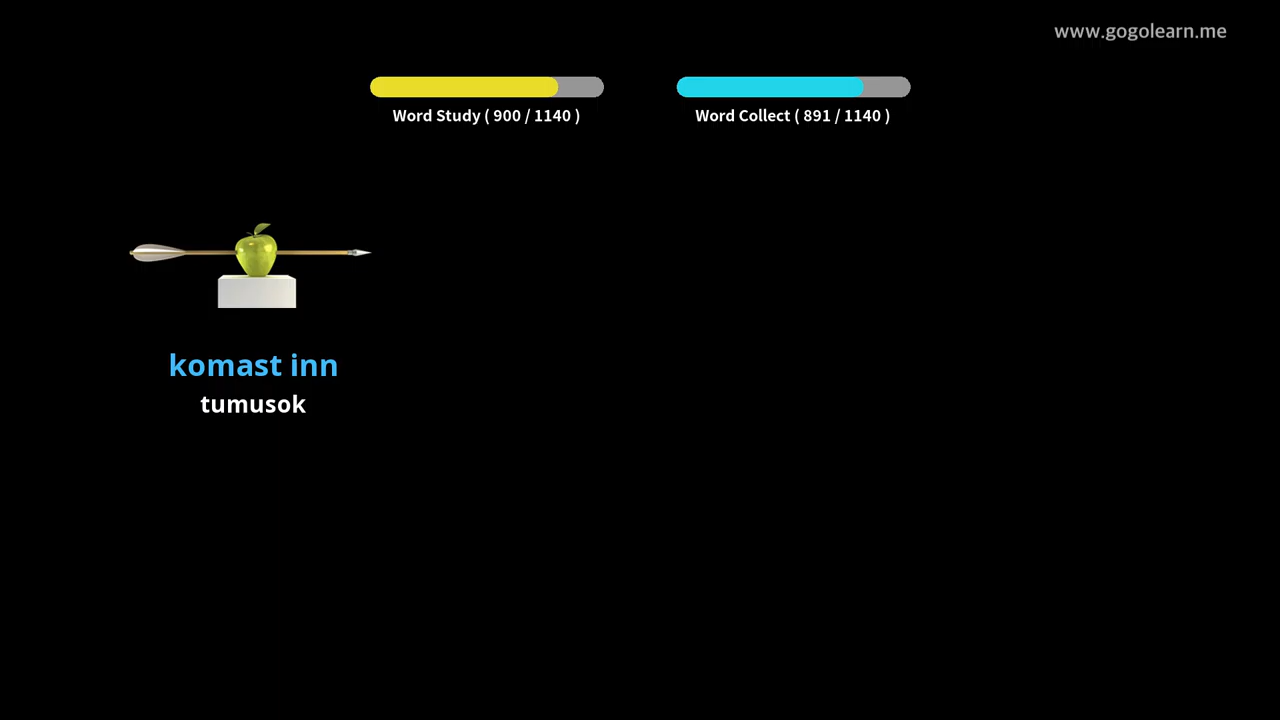 www.gogolearn.me
Word Study ( 900 / 1140 )
Word Collect ( 891 / 1140 )
komast inn
tumusok